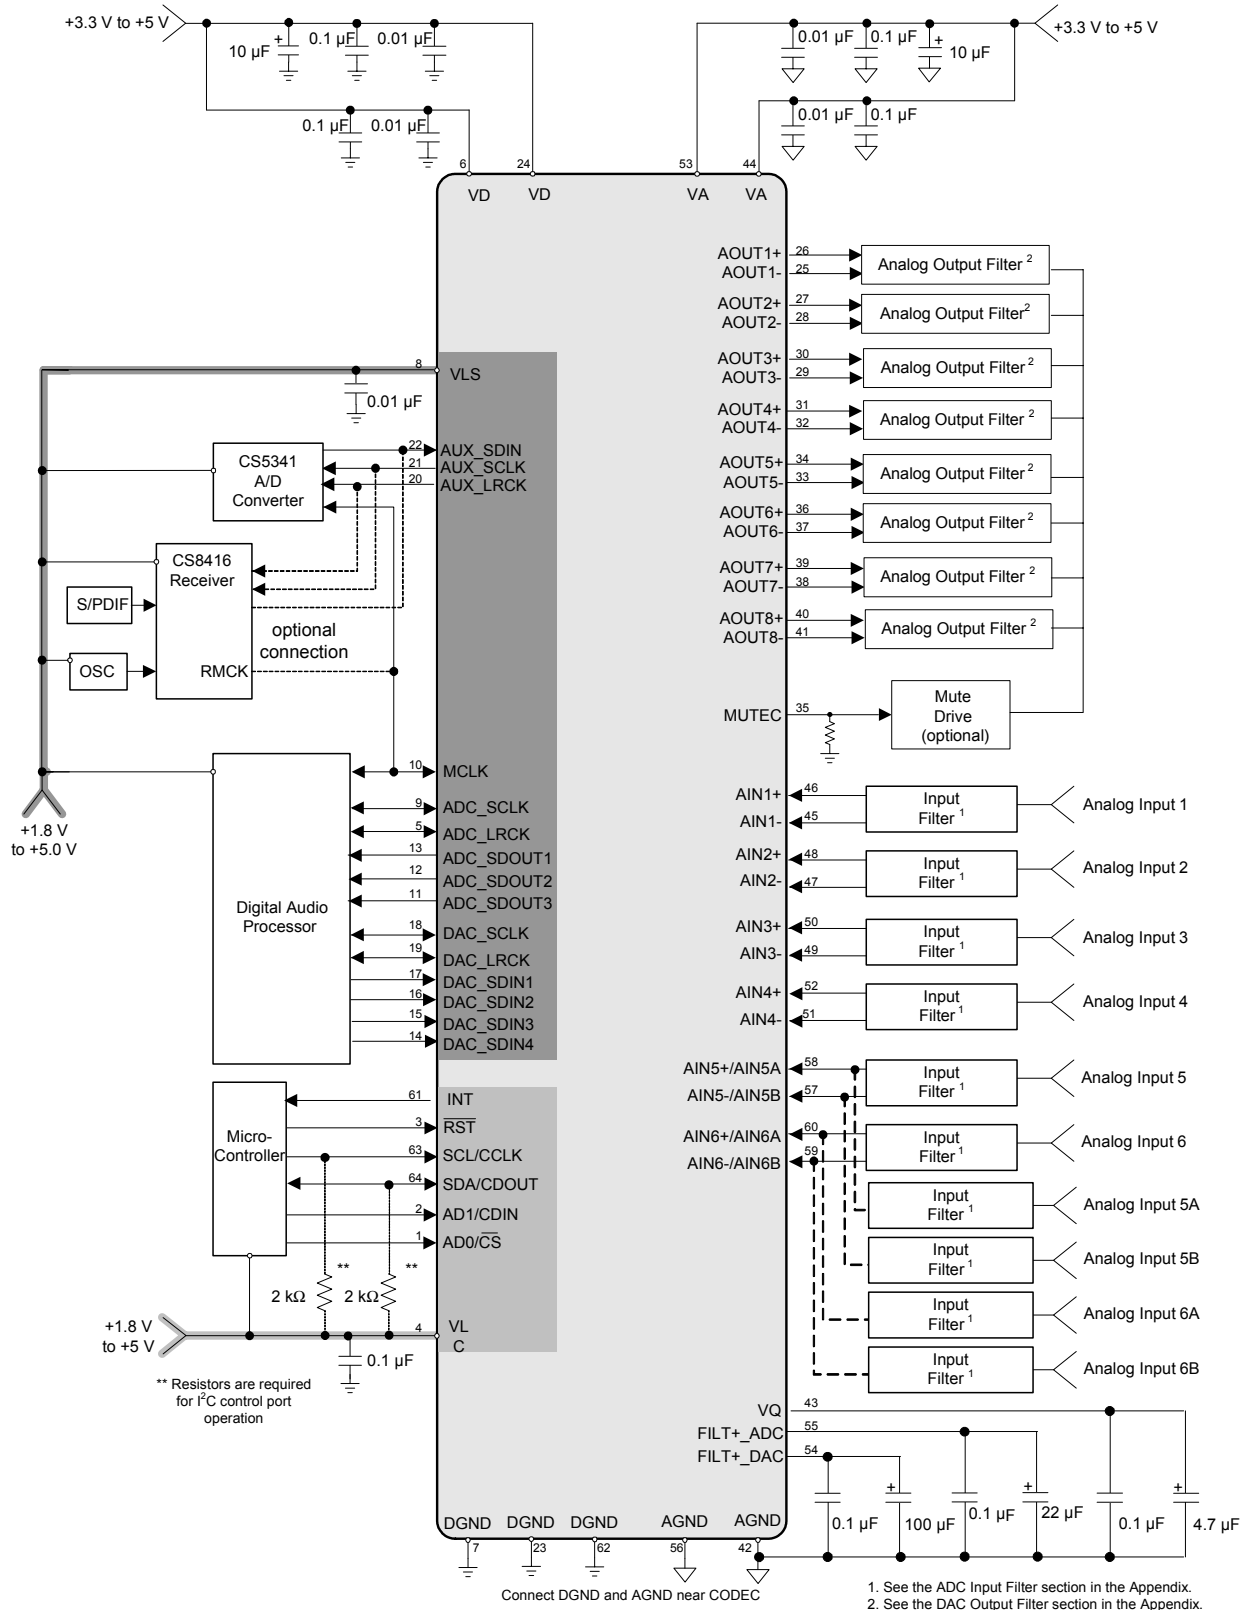 +3.3 V to +5 V
10 µF
+
0.1 µF
0.01 µF
0.1 µF
0.01 µF
0.01 µF
0.1 µF
+
10 µF
+3.3 V to +5 V
0.01 µF
0.1 µF
6
24
53
44
VD
VD
VA
VA
8
VLS
0.01 µF
CS5341
A/D
Converter
22
AUX_SDIN
21
AUX_SCLK
20
AUX_LRCK
CS8416
Receiver
S/PDIF
OSC
RMCK
optional
connection
+1.8 V
to +5.0 V
Digital Audio
Processor
10
MCLK
9
ADC_SCLK
5
ADC_LRCK
13
ADC_SDOUT1
12
ADC_SDOUT2
11
ADC_SDOUT3
18
DAC_SCLK
19
DAC_LRCK
17
DAC_SDIN1
16
DAC_SDIN2
15
DAC_SDIN3
14
DAC_SDIN4
Micro-
Controller
61
INT
3
RST
63
SCL/CCLK
64
SDA/CDOUT
2
AD1/CDIN
1
AD0/CS
**
**
2 kΩ
2 kΩ
+1.8 V
to +5 V
4
VL
C
0.1 µF
** Resistors are required
for I²C control port
operation
AOUT1+
26
AOUT1-
25
Analog Output Filter ²
AOUT2+
27
AOUT2-
28
Analog Output Filter²
AOUT3+
30
AOUT3-
29
Analog Output Filter ²
AOUT4+
31
AOUT4-
32
Analog Output Filter ²
AOUT5+
34
AOUT5-
33
Analog Output Filter ²
AOUT6+
36
AOUT6-
37
Analog Output Filter ²
AOUT7+
39
AOUT7-
38
Analog Output Filter ²
AOUT8+
40
AOUT8-
41
Analog Output Filter ²
MUTEC
35
Mute
Drive
(optional)
AIN1+
46
AIN1-
45
Input
Filter ¹
Analog Input 1
AIN2+
48
AIN2-
47
Input
Filter ¹
Analog Input 2
AIN3+
50
AIN3-
49
Input
Filter ¹
Analog Input 3
AIN4+
52
AIN4-
51
Input
Filter ¹
Analog Input 4
AIN5+/AIN5A
58
AIN5-/AIN5B
57
Input
Filter ¹
Analog Input 5
AIN6+/AIN6A
60
AIN6-/AIN6B
59
Input
Filter ¹
Analog Input 6
Input
Filter ¹
Analog Input 5A
Input
Filter ¹
Analog Input 5B
Input
Filter ¹
Analog Input 6A
Input
Filter ¹
Analog Input 6B
VQ
43
FILT+_ADC
55
FILT+_DAC
54
0.1 µF
+
100 µF
0.1 µF
+
22 µF
0.1 µF
+
4.7 µF
DGND
DGND
DGND
AGND
AGND
7
23
62
56
42
Connect DGND and AGND near CODEC
1. See the ADC Input Filter section in the Appendix.
2. See the DAC Output Filter section in the Appendix.